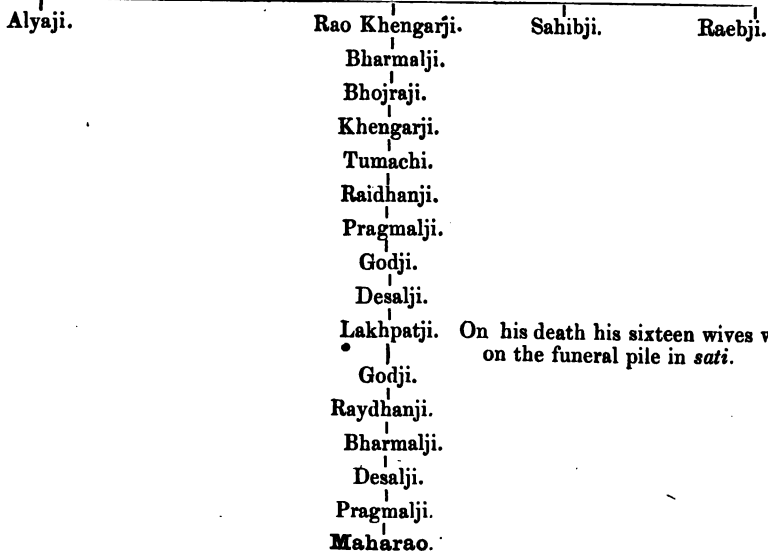 Alyaji. Rao Khengarji. Sahibji. Raebji.
Bharmalji.
Bhojraji.
Khengarji.
Tumachi.
Raidhanji.
Pragmalji.
Godji.
Desalji.
Lakhpatji. On his death his sixteen wives
on the funeral pile in sati.
Godji.
Raydhanji.
Bharmalji.
Desalji.
Pragmalji.
Maharao.